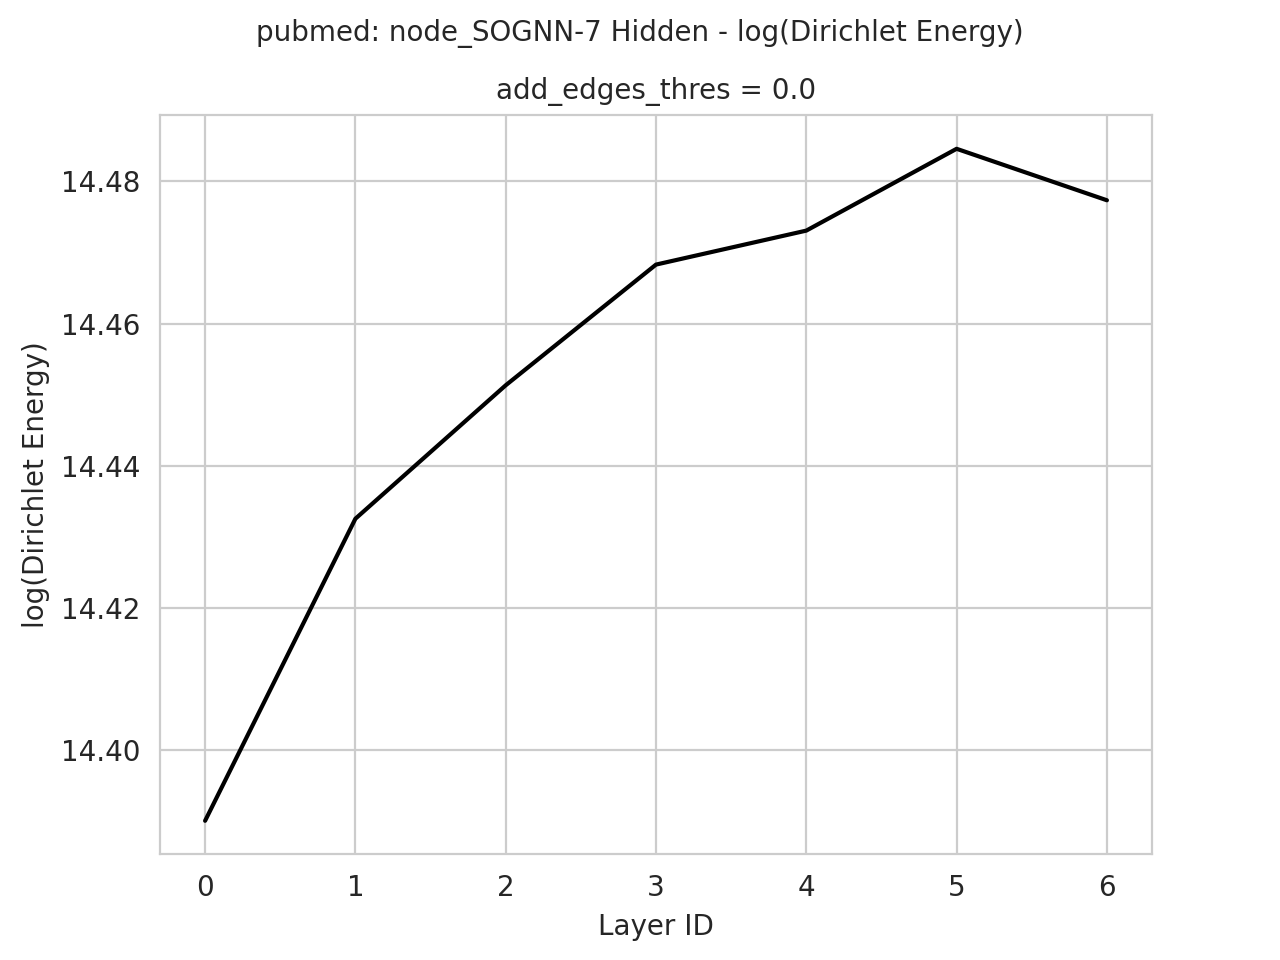 pubmed: node_SOGNN-7 Hidden - log(Dirichlet Energy)
add_edges_thres = 0.0
log(Dirichlet Energy)
14.48
14.46
14.44
14.42
14.40
0 1 2 3 4 5 6
Layer ID